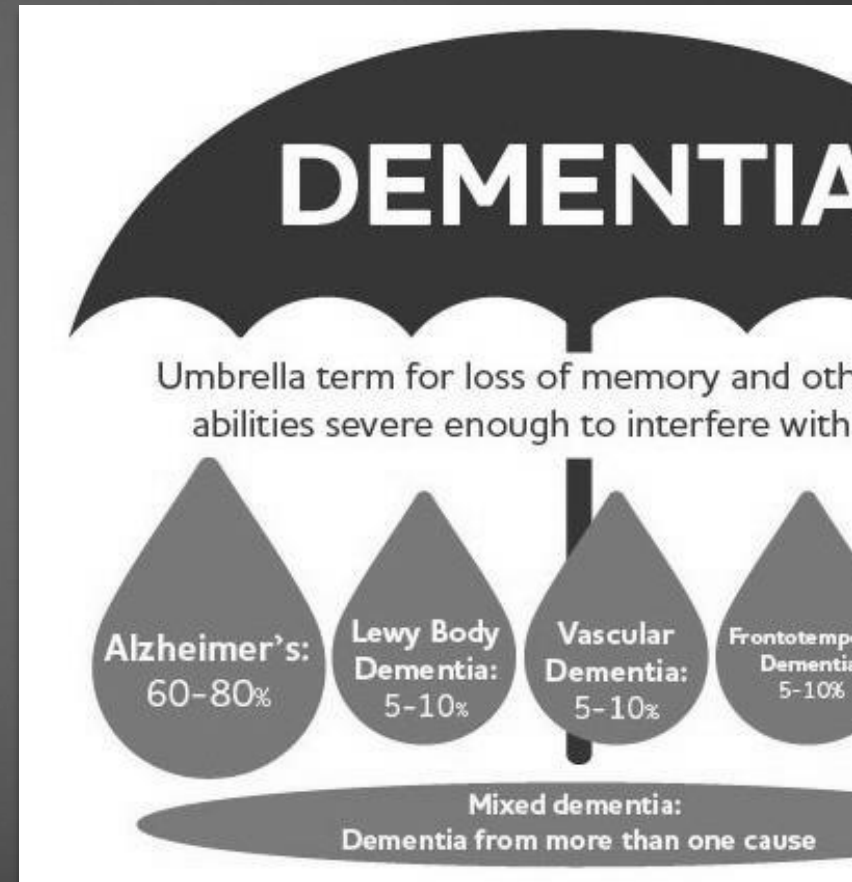 DEMENTIA
Umbrella term for loss of memory and
abilities severe enough to interfere with
Alzheimer's:
60-80%
Lewy Body
Dementia:
5-10%
Vascular
Dementia:
5-10%
Dementia
5-10%
Mixed dementia:
Dementia from more than one cause